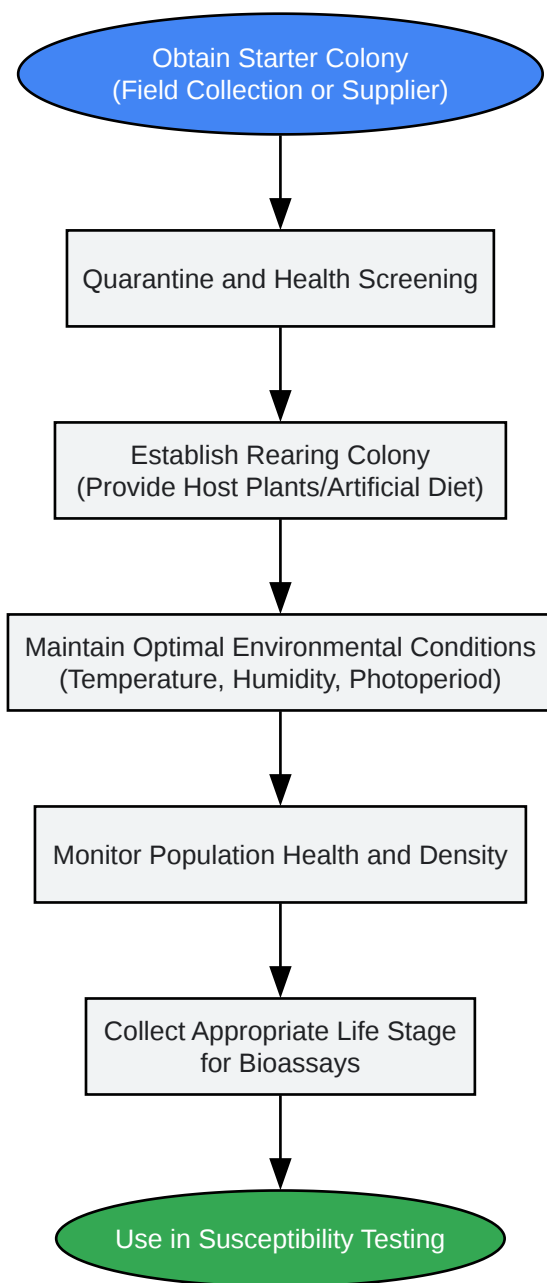 Obtain Starter Colony
(Field Collection or Supplier)
Quarantine and Health Screening
Establish Rearing Colony
(Provide Host Plants/Artificial Diet)
Maintain Optimal Environmental Conditions
(Temperature, Humidity, Photoperiod)
Monitor Population Health and Density
Collect Appropriate Life Stage
for Bioassays
Use in Susceptibility Testing